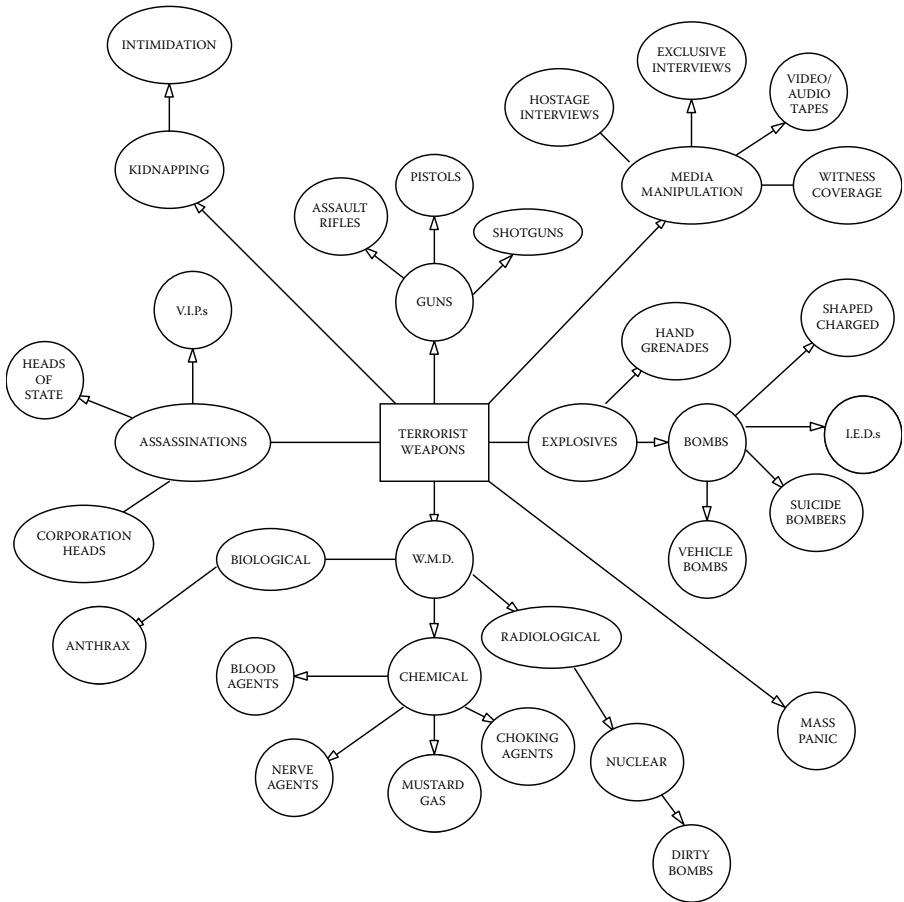 INTIMIDATION
EXCLUSIVE
INTERVIEWS
VIDEO/
AUDIO
TAPES
HOSTAGE
INTERVIEWS
KIDNAPPING
PISTOLS
MEDIA
MANIPULATION
WITNESS
COVERAGE
ASSAULT
RIFLES
SHOTGUNS
V.I.P.s
GUNS
SHAPED
CHARGED
HAND
GRENADES
HEADS
OF
STATE
ASSASSINATIONS
TERRORIST
WEAPONS
EXPLOSIVES
BOMBS
I.E.D.s
SUICIDE
BOMBERS
CORPORATION
HEADS
BIOLOGICAL
W.M.D.
VEHICLE
BOMBS
ANTHRAX
RADIOLOGICAL
BLOOD
AGENTS
CHEMICAL
MASS
PANIC
CHOKING
AGENTS
NUCLEAR
NERVE
AGENTS
MUSTARD
GAS
DIRTY
BOMBS